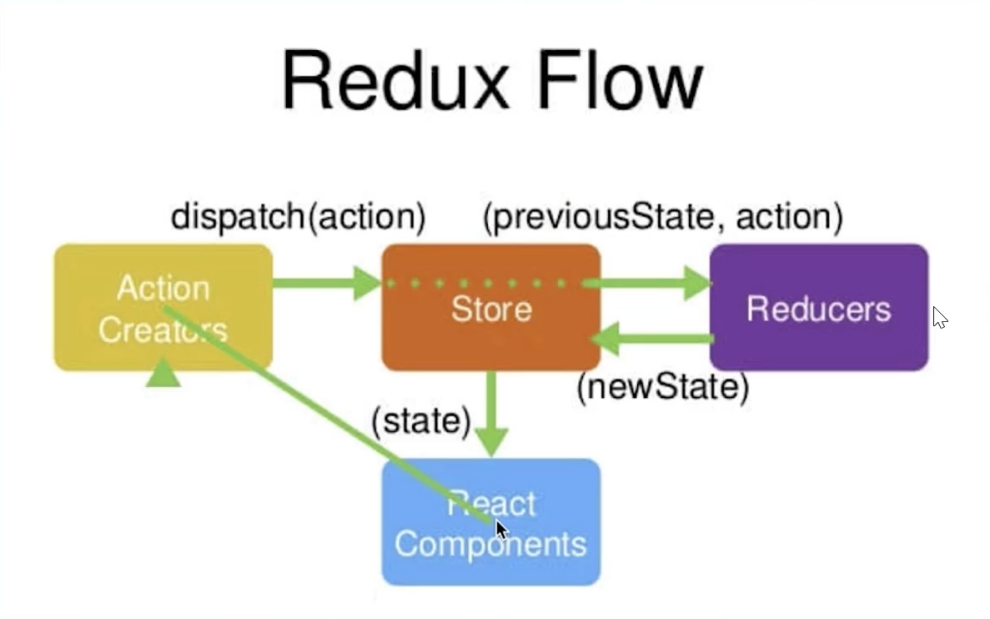 Redux Flow
dispatch(action)
(previousState, action)
Action
Creators
Store
Reducers
(newState)
(state)
React
Components